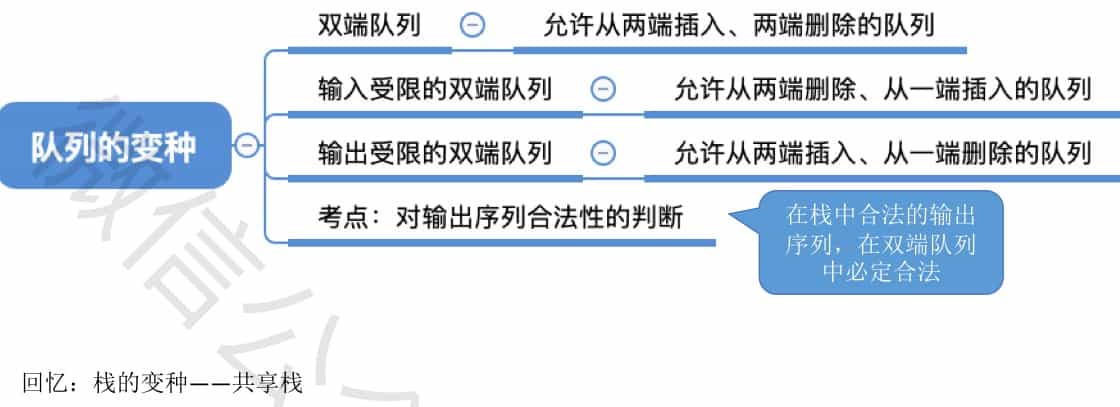 双端队列
允许从两端插入、两端删除的队列
输入受限的双端队列
允许从两端删除、从一端插入的队列
队列的变种
输出受限的双端队列
允许从两端插入、从一端删除的队列
考点：对输出序列合法性的判断
在栈中合法的输出
序列，在双端队列
中必定合法
回忆：栈的变种——共享栈
微信公